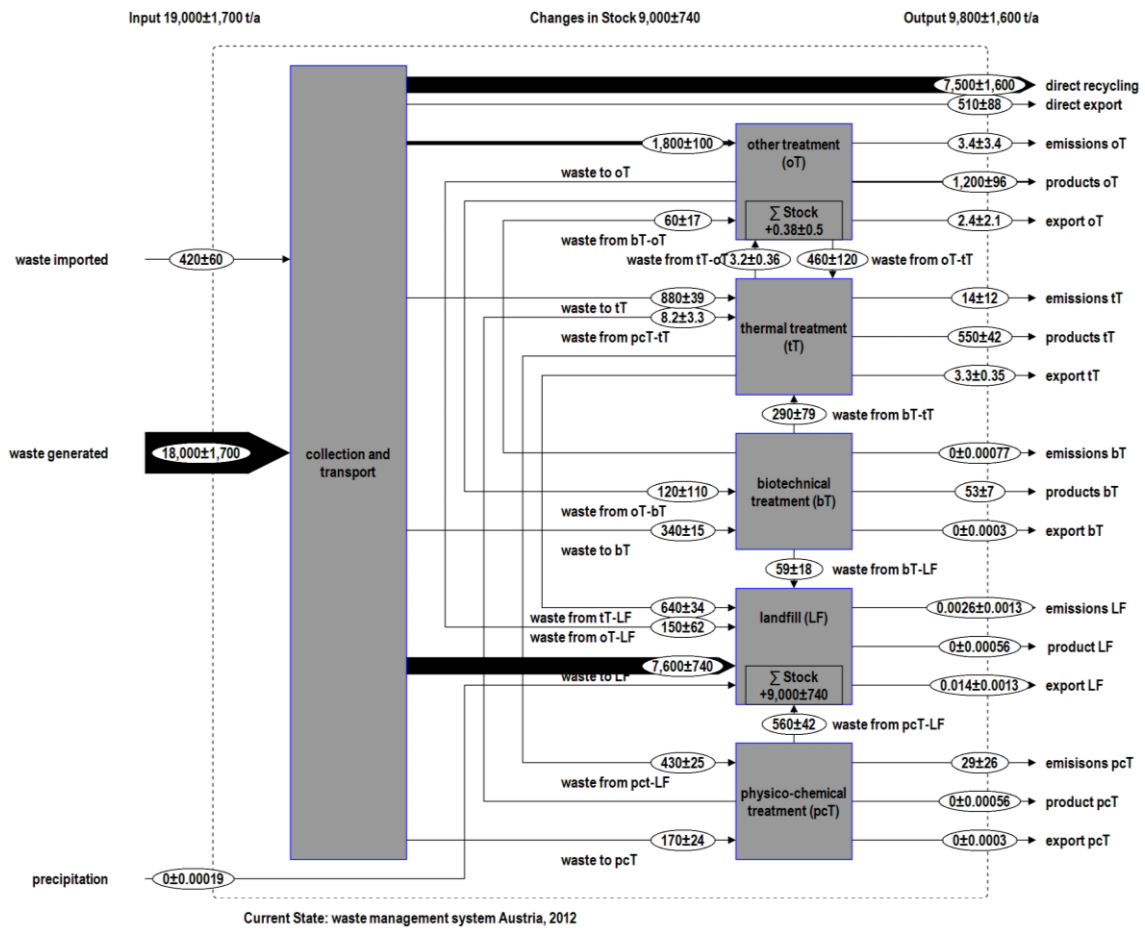 Input 19,000±1,700 t/a
Changes in Stock 9,000±740
Output 9,800±1,600 t/a
7,500±1,600
direct recycling
510±88
direct export
1,800±100
other treatment
(oT)
3.4±3.4
emissions oT
waste to oT
1,200±96
products oT
60±17
∑ Stock
+0.38±0.5
2.4±2.1
export oT
waste from bT-oT
waste imported
420±60
waste from tT-oT
3.2±0.36
460±120
waste from oT-tT
880±39
14±12
emissions tT
waste to tT
8.2±3.3
thermal treatment
(tT)
550±42
products tT
waste from pcT-tT
3.3±0.35
export tT
290±79
waste from bT-tT
waste generated
18,000±1,700
collection and
transport
0±0.00077
emissions bT
120±110
biotechnical
treatment (bT)
53±7
products bT
waste from oT-bT
340±15
0±0.0003
export bT
waste to bT
59±18
waste from bT-LF
640±34
landfill (LF)
0.0026±0.0013
emissions LF
waste from tT-LF
150±62
waste from oT-LF
0±0.00056
product LF
7,600±740
waste to LF
∑ Stock
+9,000±740
0.014±0.0013
export LF
560±42
waste from pcT-LF
430±25
29±26
emisisons pcT
waste from pct-LF
physico-chemical
treatment (pcT)
0±0.00056
product pcT
170±24
0±0.0003
export pcT
waste to pcT
precipitation
0±0.00019
Current State: waste management system Austria, 2012